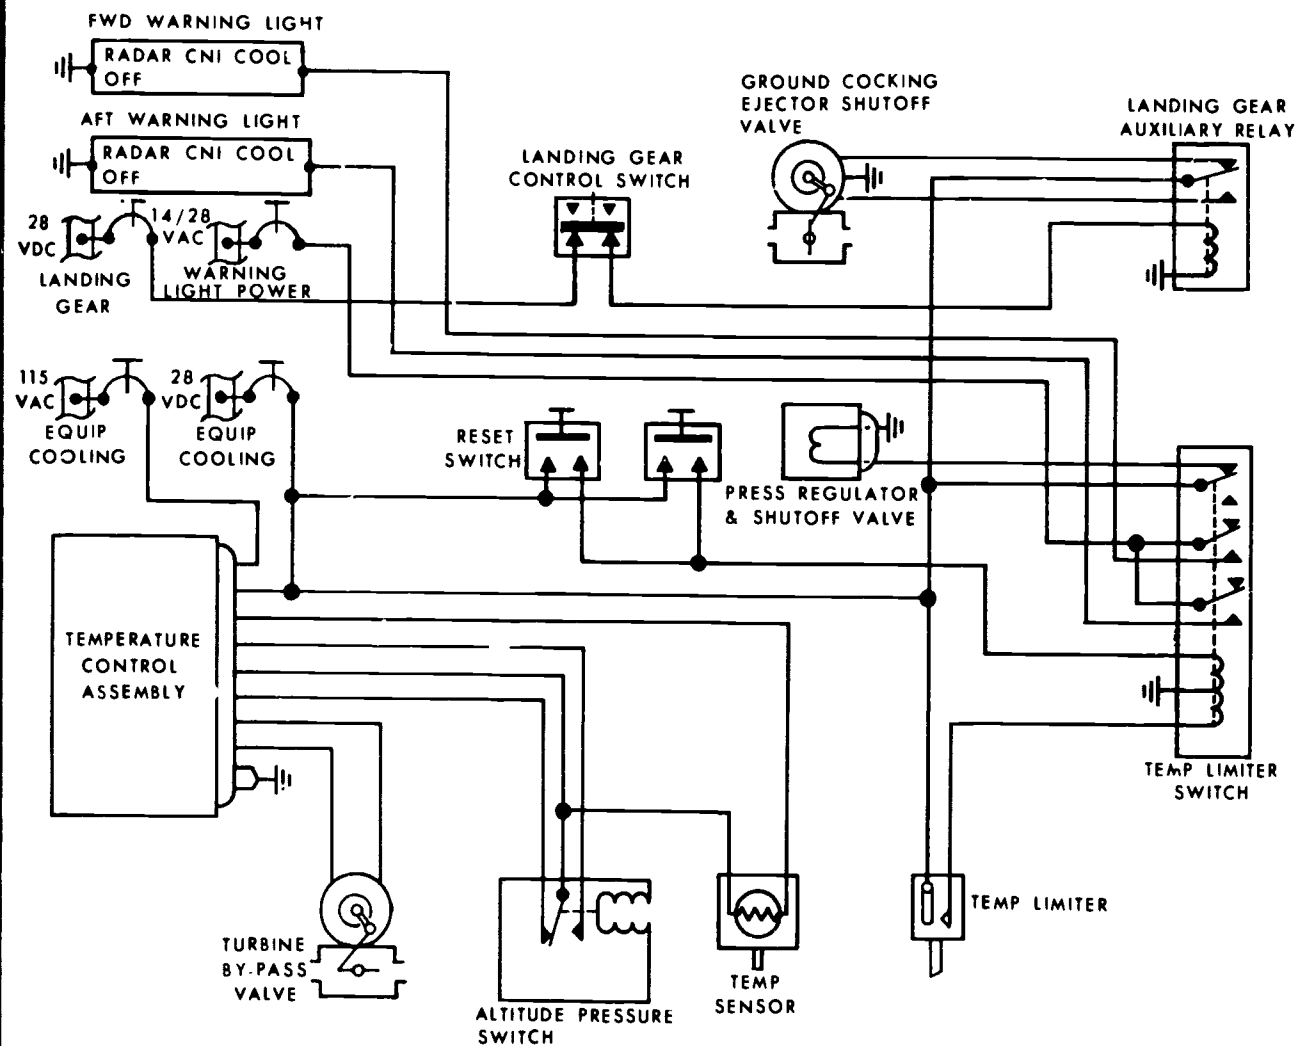 FWD WARNING LIGHT
RADAR CNI COOL
OFF
AFT WARNING LIGHT
RADAR CNI COOL
OFF
28
VDC
LANDING
GEAR
14/28
VAC
WARNING
LIGHT POWER
LANDING GEAR
CONTROL SWITCH
GROUND COCKING
EJECTOR SHUTOFF
VALVE
LANDING GEAR
AUXILIARY RELAY
115
VAC
EQUIP
COOLING
28
VDC
EQUIP
COOLING
RESET
SWITCH
PRESS REGULATOR
& SHUTOFF VALVE
TEMPERATURE
CONTROL
ASSEMBLY
TEMP LIMITER
SWITCH
TURBINE
BY-PASS
VALVE
ALTITUDE PRESSURE
SWITCH
TEMP
SENSOR
TEMP LIMITER